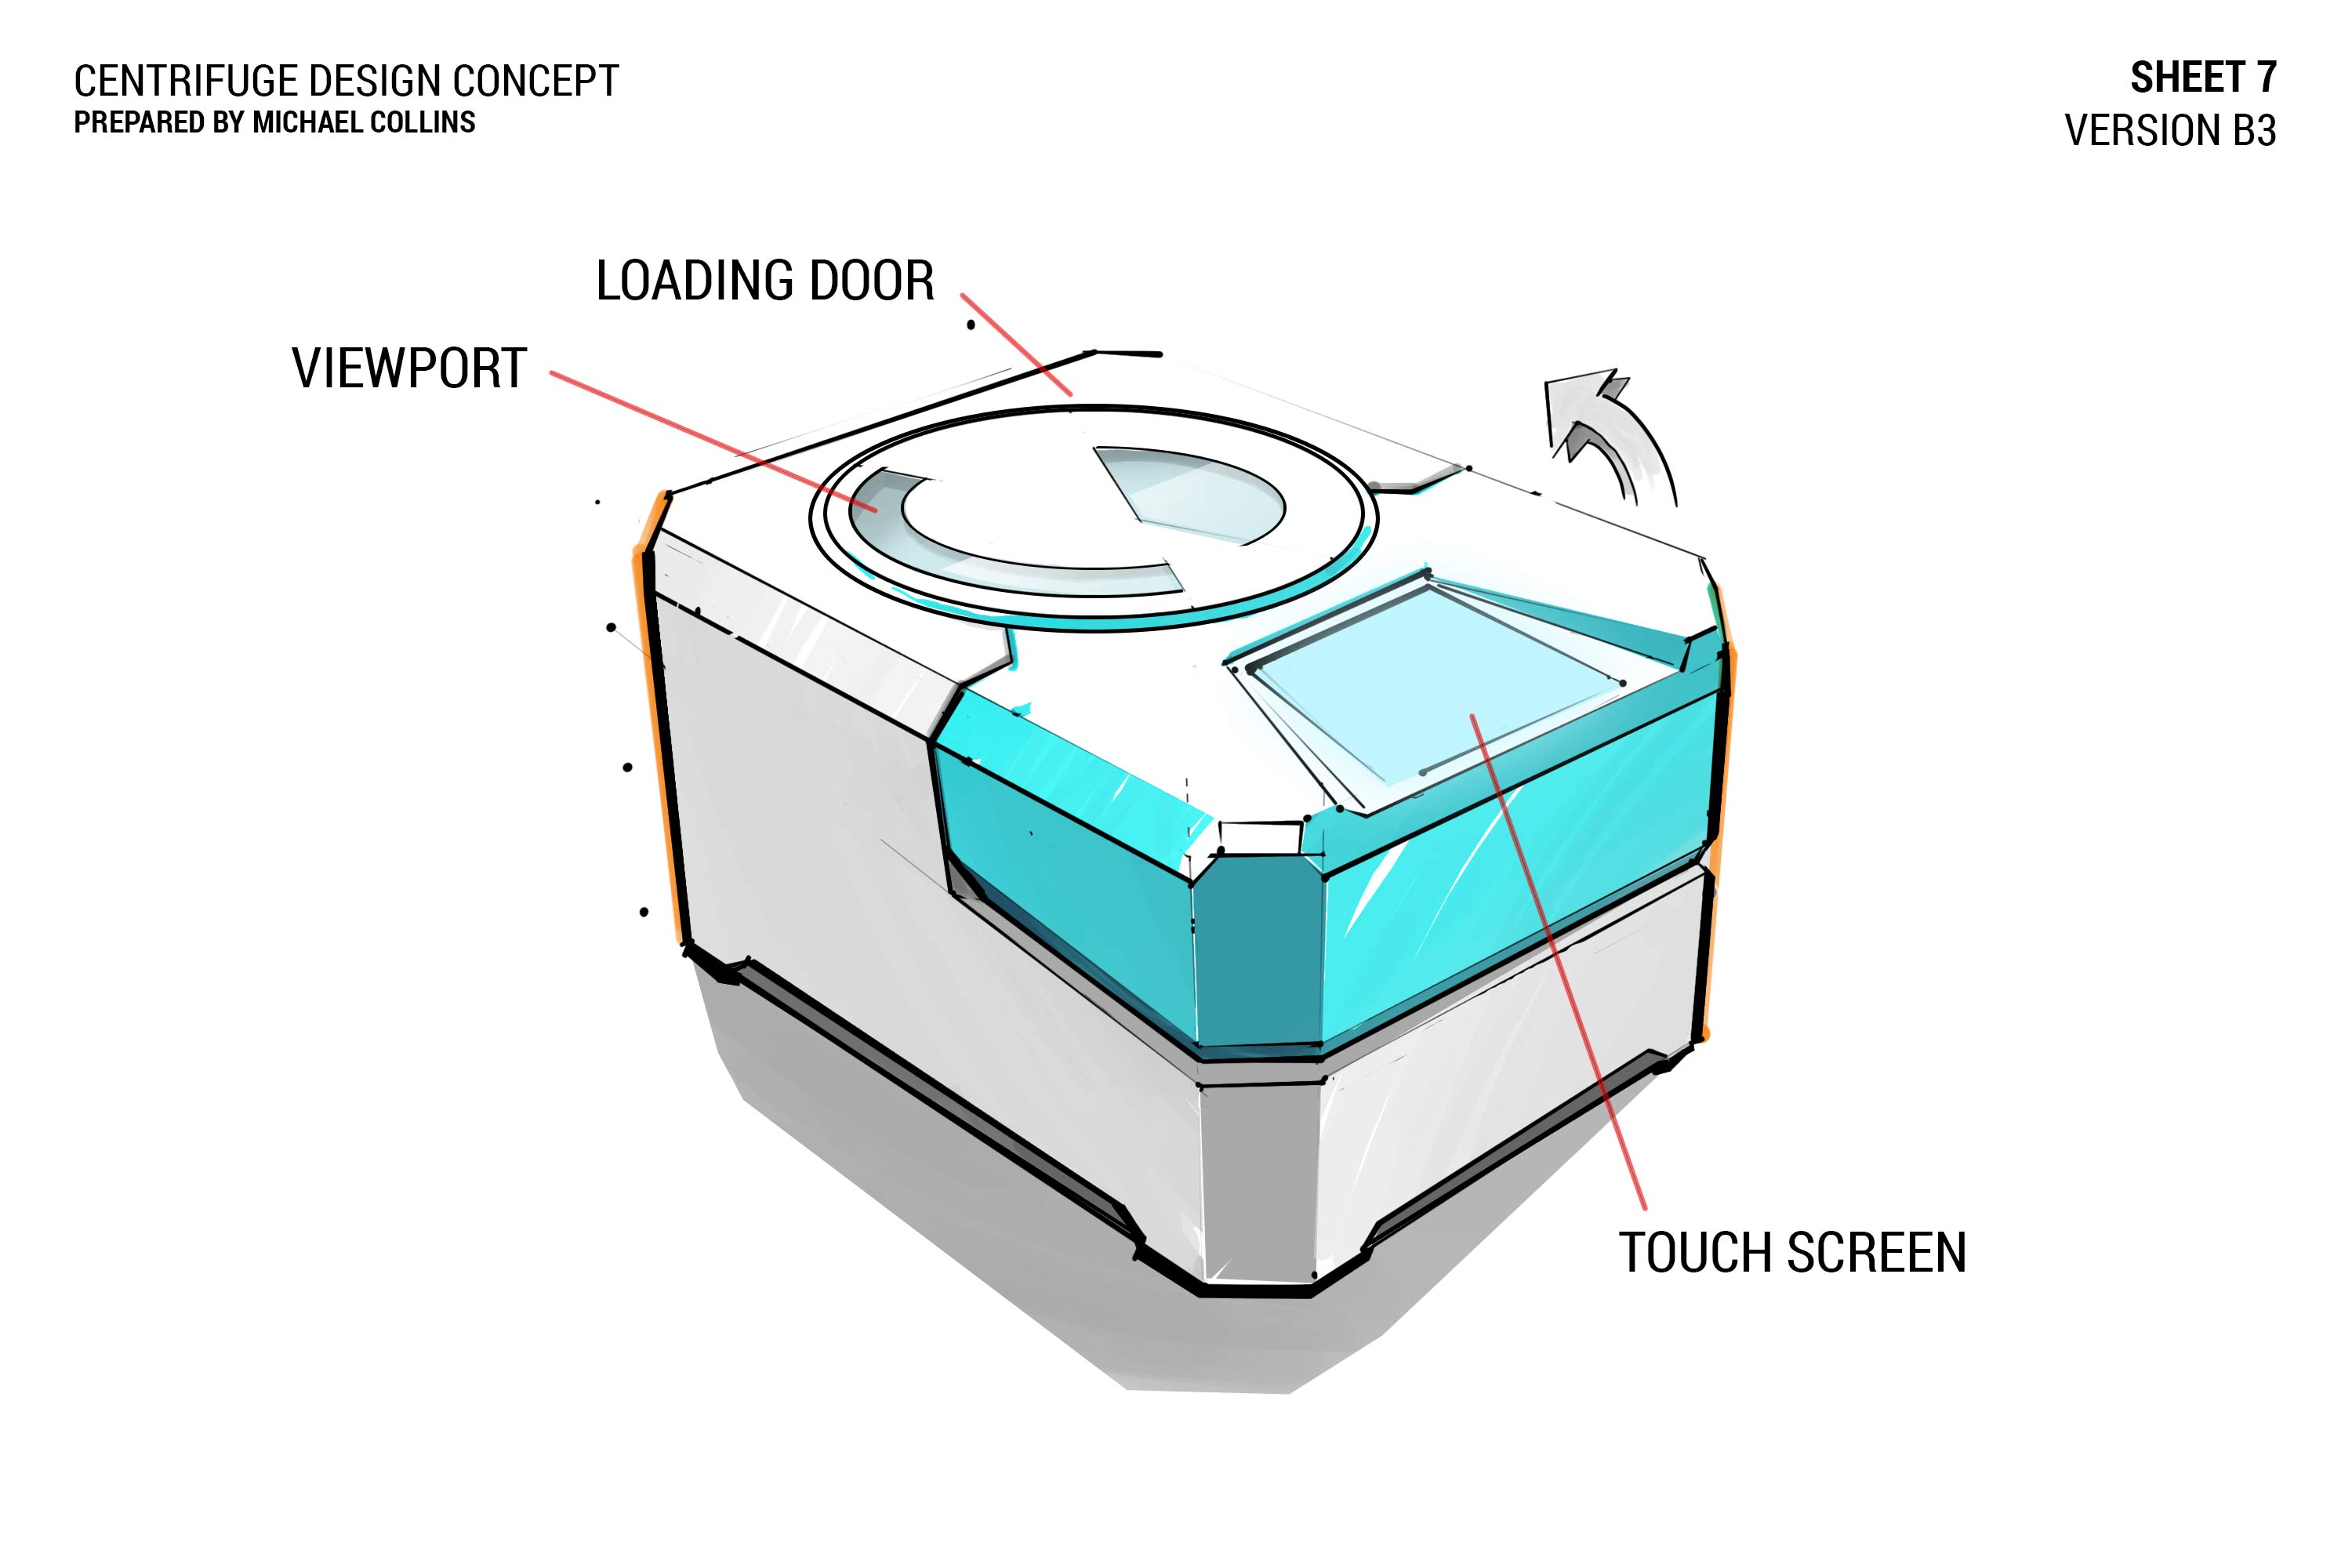 CENTRIFUGE DESIGN CONCEPT
PREPARED BY MICHAEL COLLINS
SHEET 7
VERSION B3
LOADING DOOR
VIEWPORT
TOUCH SCREEN